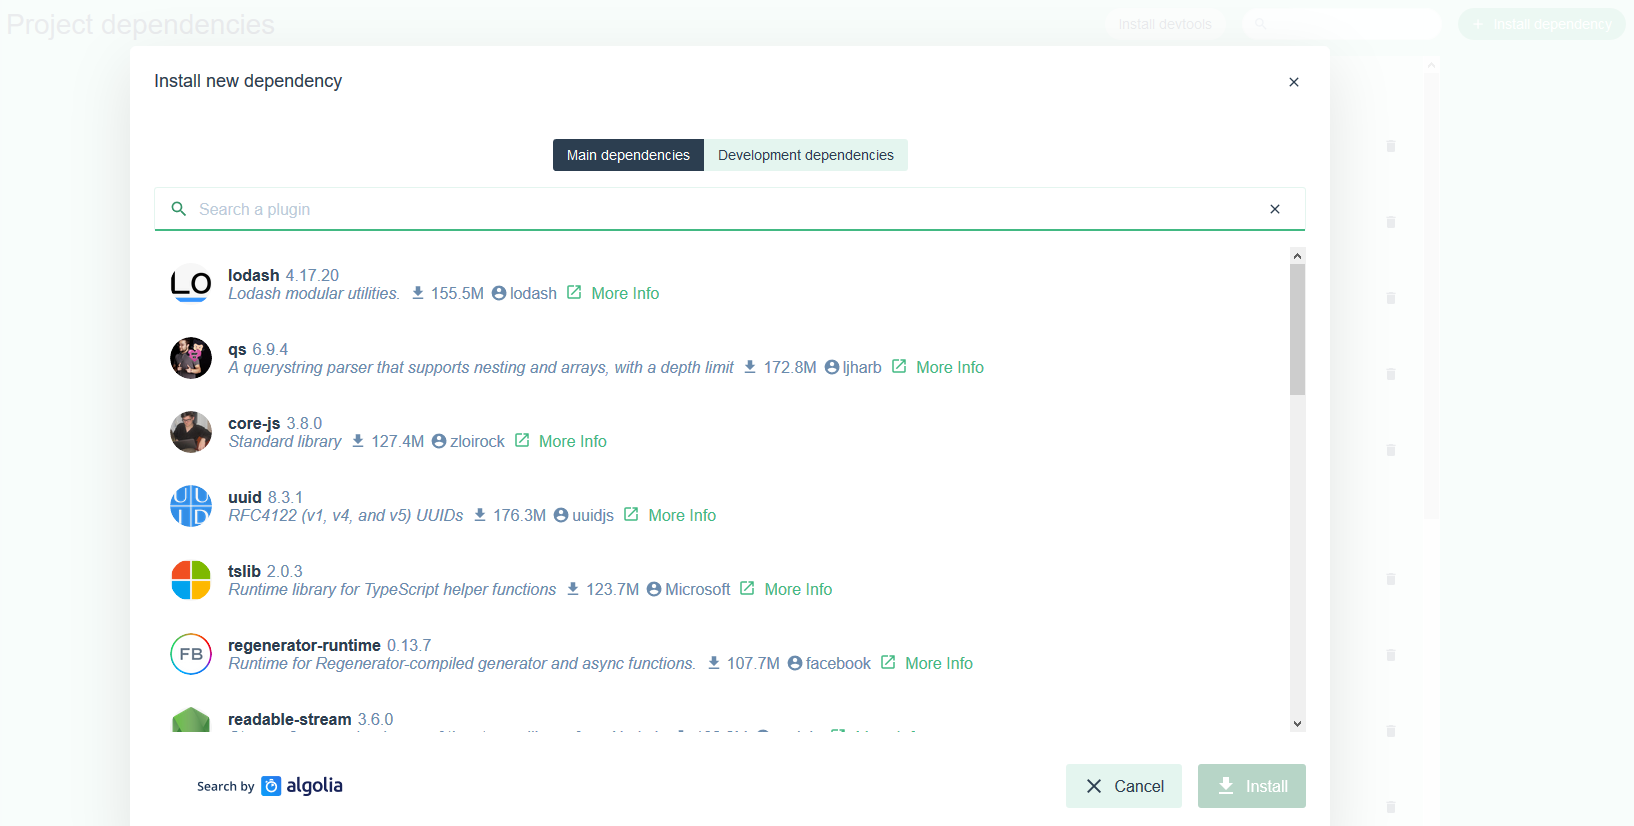 Project dependencies
Install devtools
Install dependency
Install new dependency
Main dependencies
Development dependencies
Search a plugin
LO
lodash 4.17.20
Lodash modular utilities. 155.5M lodash More Info
qs 6.9.4
A querystring parser that supports nesting and arrays, with a depth limit 172.8M ljharb More Info
core-js 3.8.0
Standard library 127.4M zloirock More Info
UUID
uuid 8.3.1
RFC4122 (v1, v4, and v5) UUIDs 176.3M uuidjs More Info
tslib 2.0.3
Runtime library for TypeScript helper functions 123.7M Microsoft More Info
FB
regenerator-runtime 0.13.7
Runtime for Regenerator-compiled generator and async functions. 107.7M facebook More Info
readable-stream 3.6.0
Search by algolia
Cancel
Install